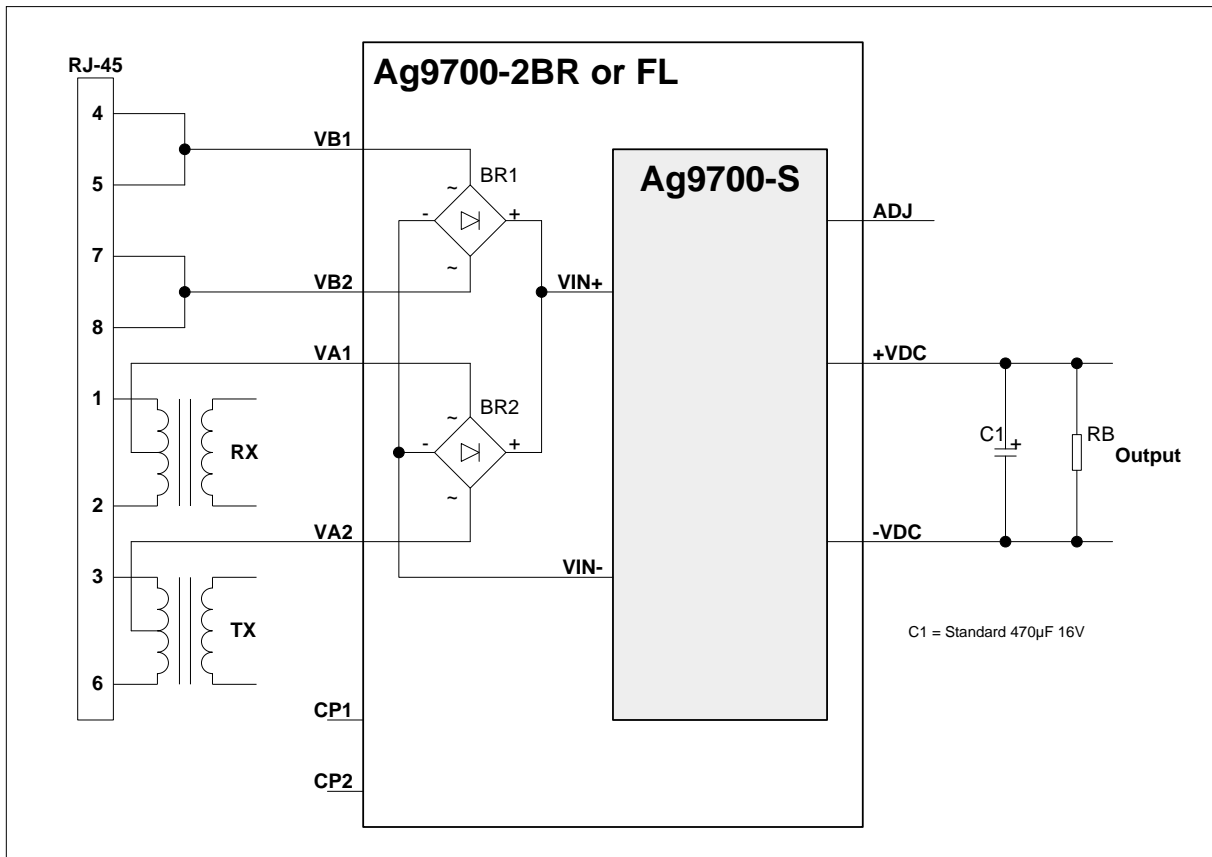 RJ-45
Ag9700-2BR or FL
4
VB1
5
BR1
~
-
+
~
Ag9700-S
ADJ
7
VB2
VIN+
8
VA1
+VDC
1
BR2
~
-
+
~
RX
C1
+
RB
Output
2
VA2
-VDC
3
VIN-
TX
C1 = Standard 470µF 16V
6
CP1
CP2